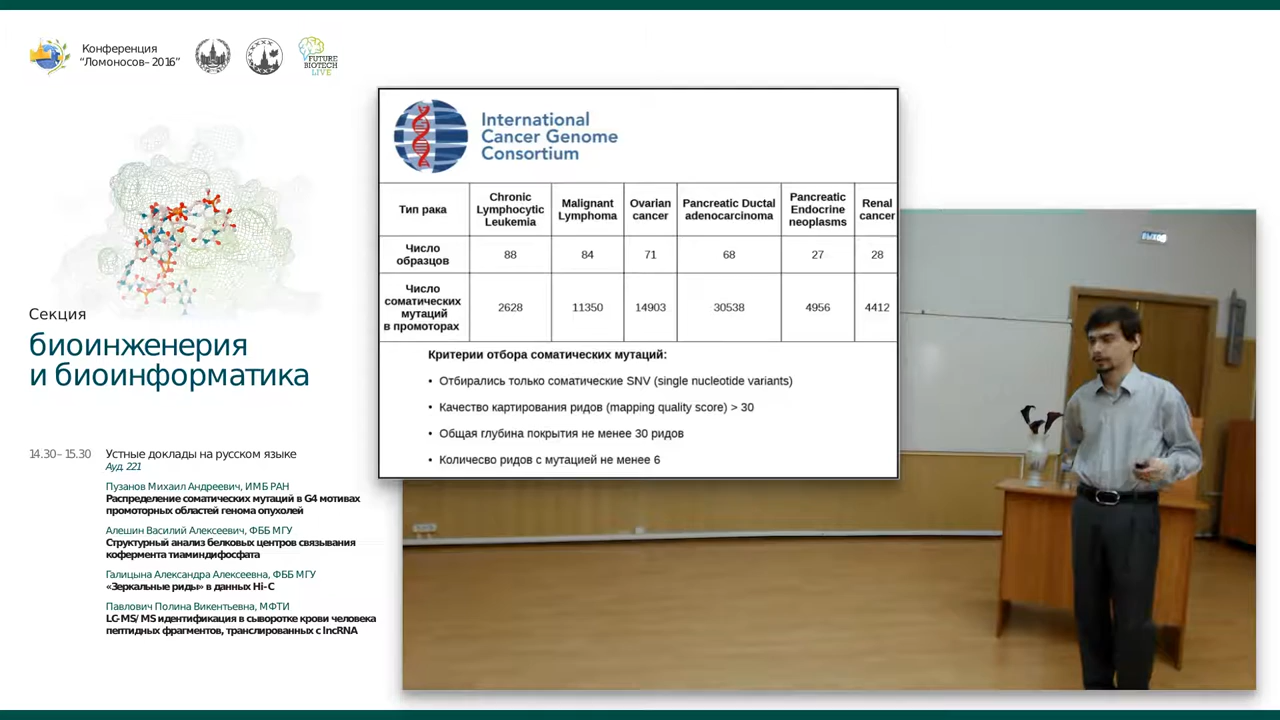 Конференция
“Ломоносов– 2016”
FUTURE
BIOTECH
LIVE
Секция
биоинженерия
и биоинформатика
14.30– 15.30 Устные доклады на русском языке
Ауд. 221
Пузанов Михаил Андреевич, ИМБ РАН
Распределение соматических мутаций в G4 мотивах
промоторных областей генома опухолей
Алешин Василий Алексеевич, ФББ МГУ
Структурный анализ белковых центров связывания
кофермента тиаминдифосфата
Галицына Александра Алексеевна, ФББ МГУ
«Зеркальные риды» в данных Hi-C
Павлович Полина Викентьевна, МФТИ
LC-MS/ MS идентификация в сыворотке крови человека
пептидных фрагментов, транслированных с lncRNA
International
Cancer Genome
Consortium
Тип рака
Chronic
Lymphocytic
Leukemia
Malignant
Lymphoma
Ovarian
cancer
Pancreatic Ductal
adenocarcinoma
Pancreatic
Endocrine
neoplasms
Renal
cancer
Число
образцов
88 84 71 68 27 28
Число
соматических
мутаций
в промоторах
2628 11350 14903 30538 4956 4412
Критерии отбора соматических мутаций:
• Отбирались только соматические SNV (single nucleotide variants)
• Качество картирования ридов (mapping quality score) > 30
• Общая глубина покрытия не менее 30 ридов
• Количесво ридов с мутацией не менее 6
ВЫХОД